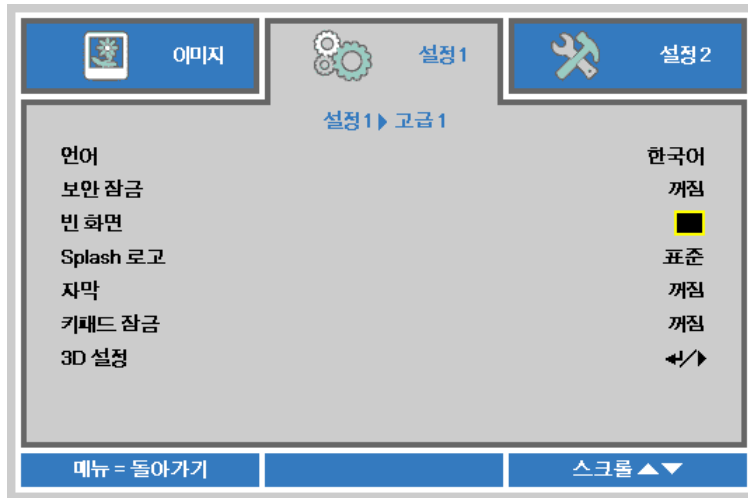 이미지 설정 1 설정 2
설정 1 ▶ 고급 1
언어 한국어
보안 잠금 꺼짐
빈 화면
Splash 로고 표준
자막 꺼짐
키패드 잠금 꺼짐
3D 설정 ↵/▶
메뉴 = 돌아가기 스크롤 ▲▼